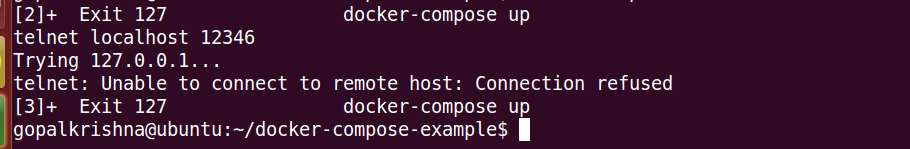 [2]+  Exit 127                docker-compose up
telnet localhost 12346
Trying 127.0.0.1...
telnet: Unable to connect to remote host: Connection refused
[3]+  Exit 127                docker-compose up
gopalkrishna@ubuntu:~/docker-compose-example$